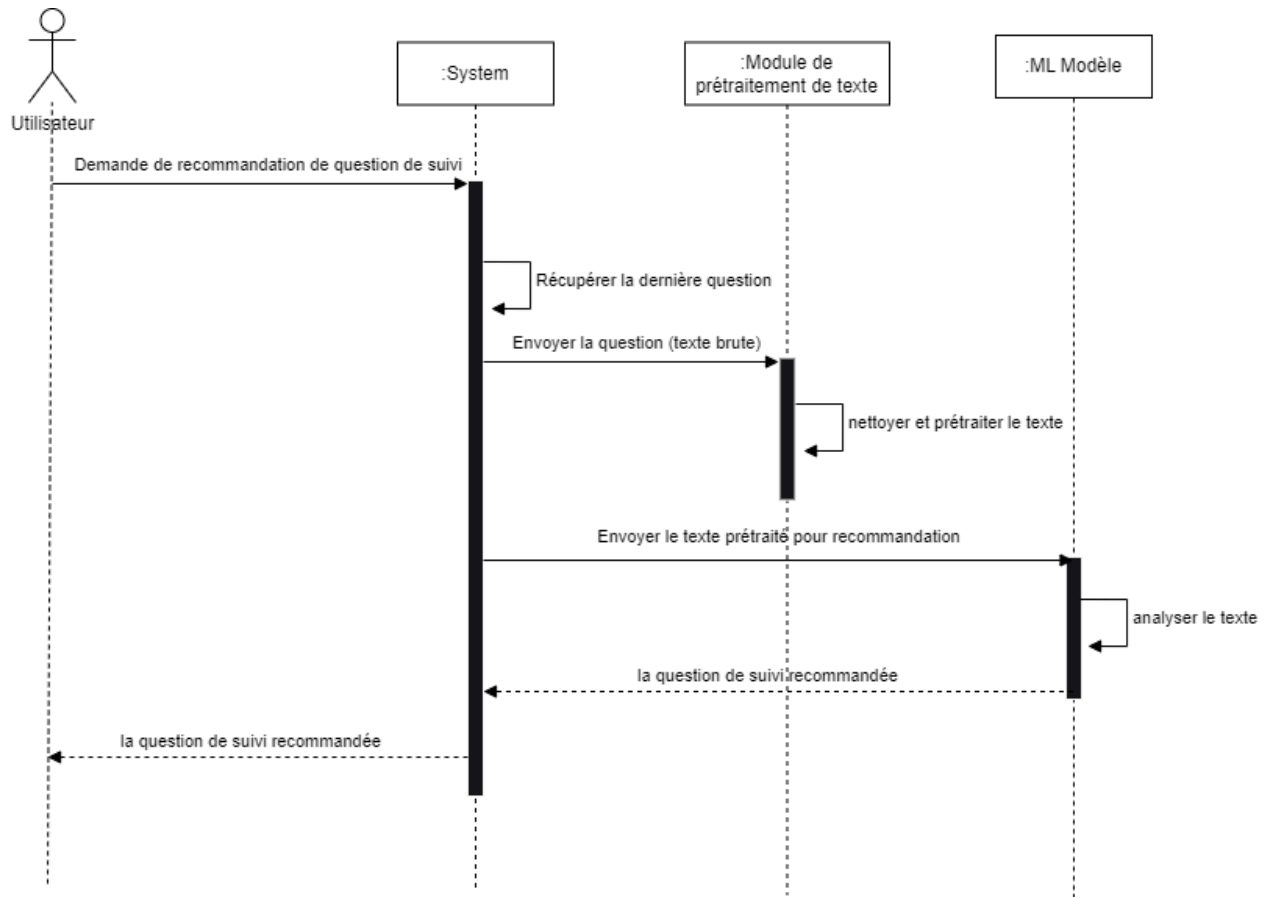 Utilisateur
:System
:Module de
prétraitement de texte
:ML Modèle
Demande de recommandation de question de suivi
Récupérer la dernière question
Envoyer la question (texte brute)
nettoyer et prétraiter le texte
Envoyer le texte prétraité pour recommandation
analyser le texte
la question de suivi recommandée
la question de suivi recommandée